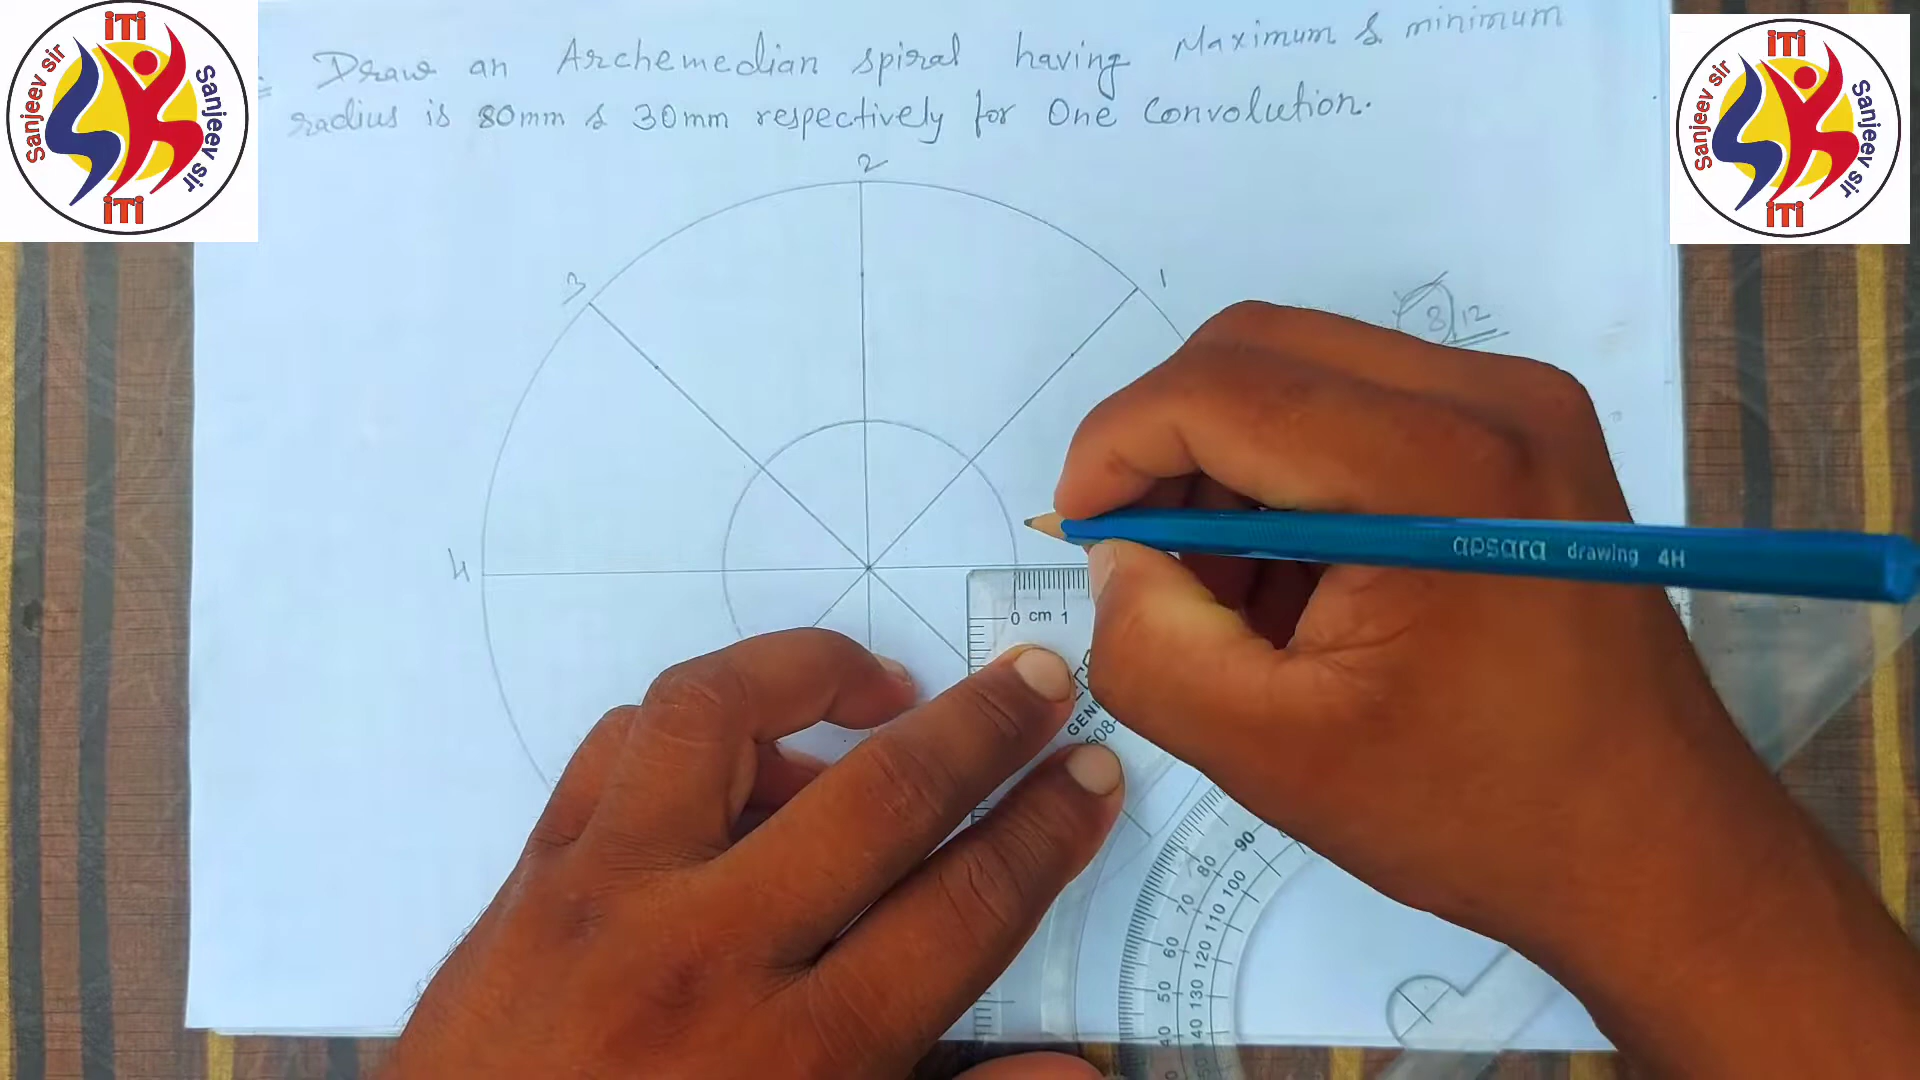 iTi
Sanjeev sir
Sanjeev sir
iTi
Draw an Archemedian spiral having Maximum & minimum
radius is 80mm & 30mm respectively for One Convolution.
iTi
Sanjeev sir
Sanjeev sir
iTi
2
3
1
8 12
4
apsara drawing 4H
0 cm 1
GENI
608-
90
80
100
70
110
60
120
50
130
40
140